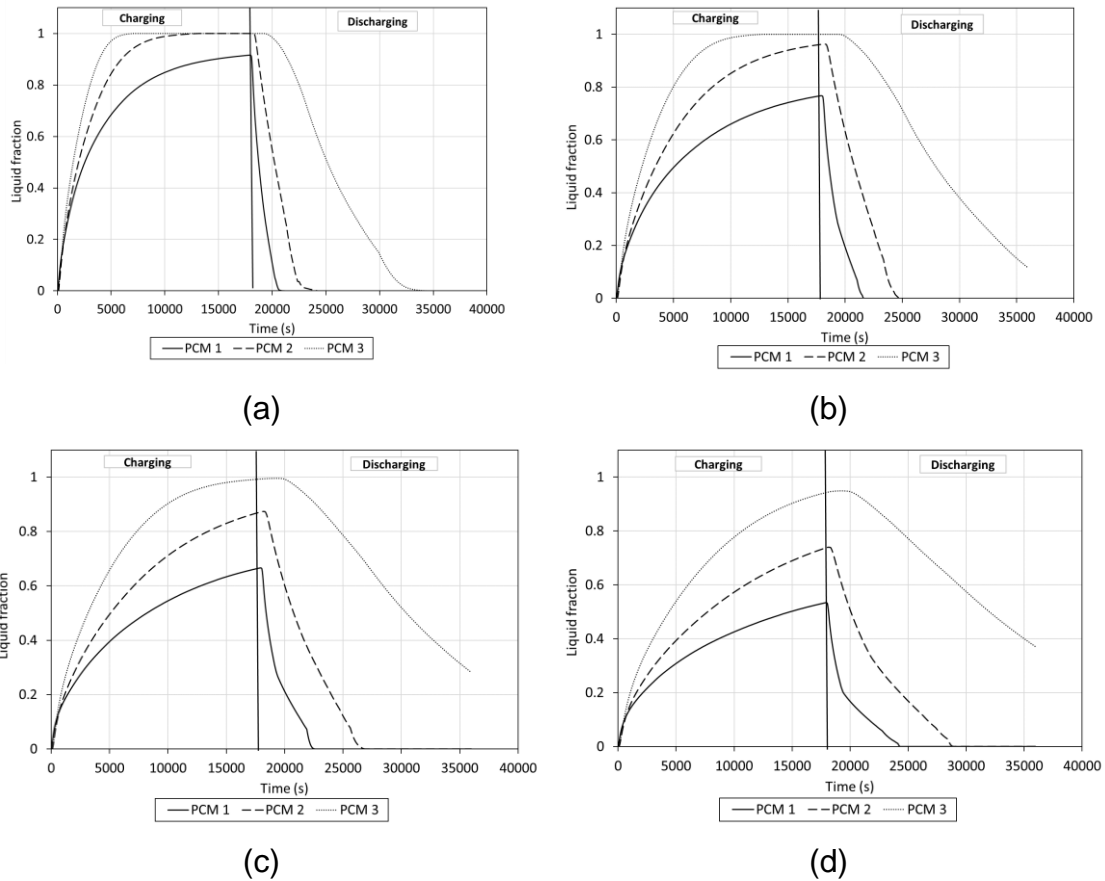 Charging
Discharging
1
0.8
0.6
0.4
0.2
0
Liquid fraction
0 5000 10000 15000 20000 25000 30000 35000 40000
Time (s)
PCM 1 PCM 2 PCM 3
(a)
Charging
Discharging
1
0.8
0.6
0.4
0.2
0
Liquid fraction
0 5000 10000 15000 20000 25000 30000 35000 40000
Time (s)
PCM 1 PCM 2 PCM 3
(b)
Charging
Discharging
1
0.8
0.6
0.4
0.2
0
Liquid fraction
0 5000 10000 15000 20000 25000 30000 35000 40000
Time (s)
PCM 1 PCM 2 PCM 3
(c)
Charging
Discharging
1
0.8
0.6
0.4
0.2
0
Liquid fraction
0 5000 10000 15000 20000 25000 30000 35000 40000
Time (s)
PCM 1 PCM 2 PCM 3
(d)